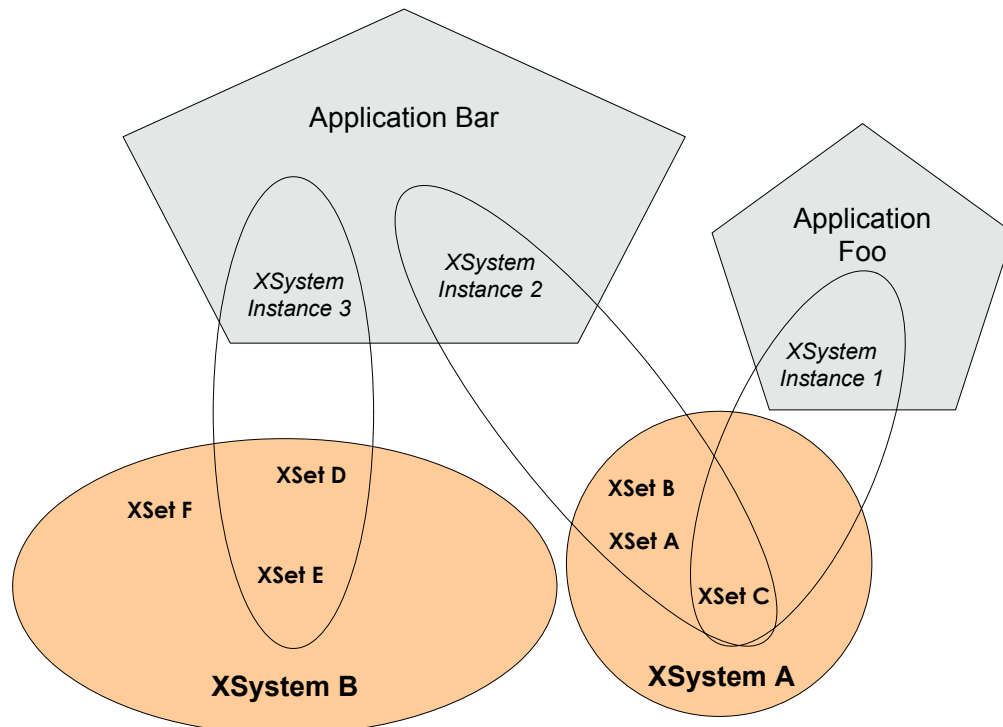 Application Bar
Application
Foo
XSystem
Instance 3
XSystem
Instance 2
XSystem
Instance 1
XSet D
XSet F
XSet E
XSystem B
XSet B
XSet A
XSet C
XSystem A